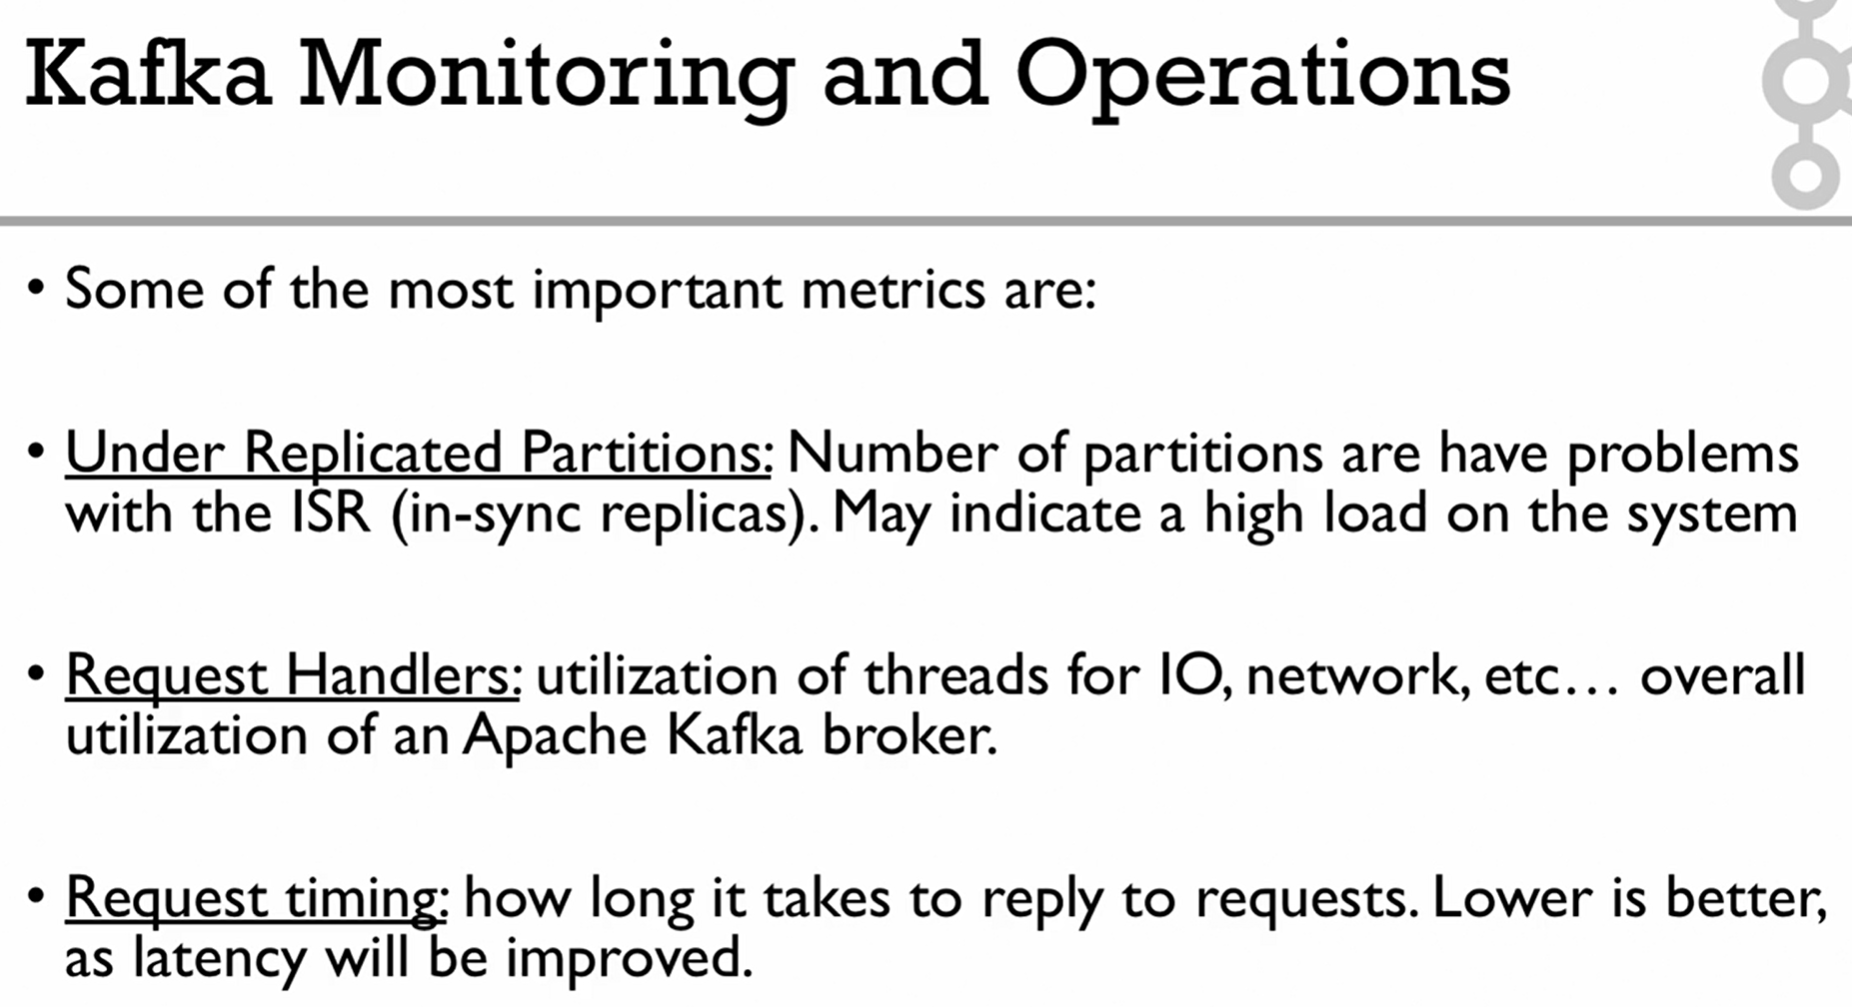 Kafka Monitoring and Operations
• Some of the most important metrics are:
• Under Replicated Partitions: Number of partitions are have problems
with the ISR (in-sync replicas). May indicate a high load on the system
• Request Handlers: utilization of threads for IO, network, etc… overall
utilization of an Apache Kafka broker.
• Request timing: how long it takes to reply to requests. Lower is better,
as latency will be improved.